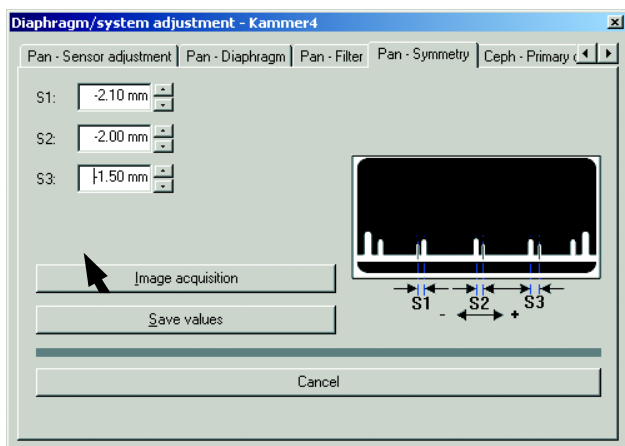 Diaphragm/system adjustment - Kammer4
Pan - Sensor adjustment Pan - Diaphragm Pan - Filter Pan - Symmetry Ceph - Primary
S1: -2.10 mm
S2: -2.00 mm
S3: -1.50 mm
Image acquisition
Save values
Cancel
S1 S2 S3
- +